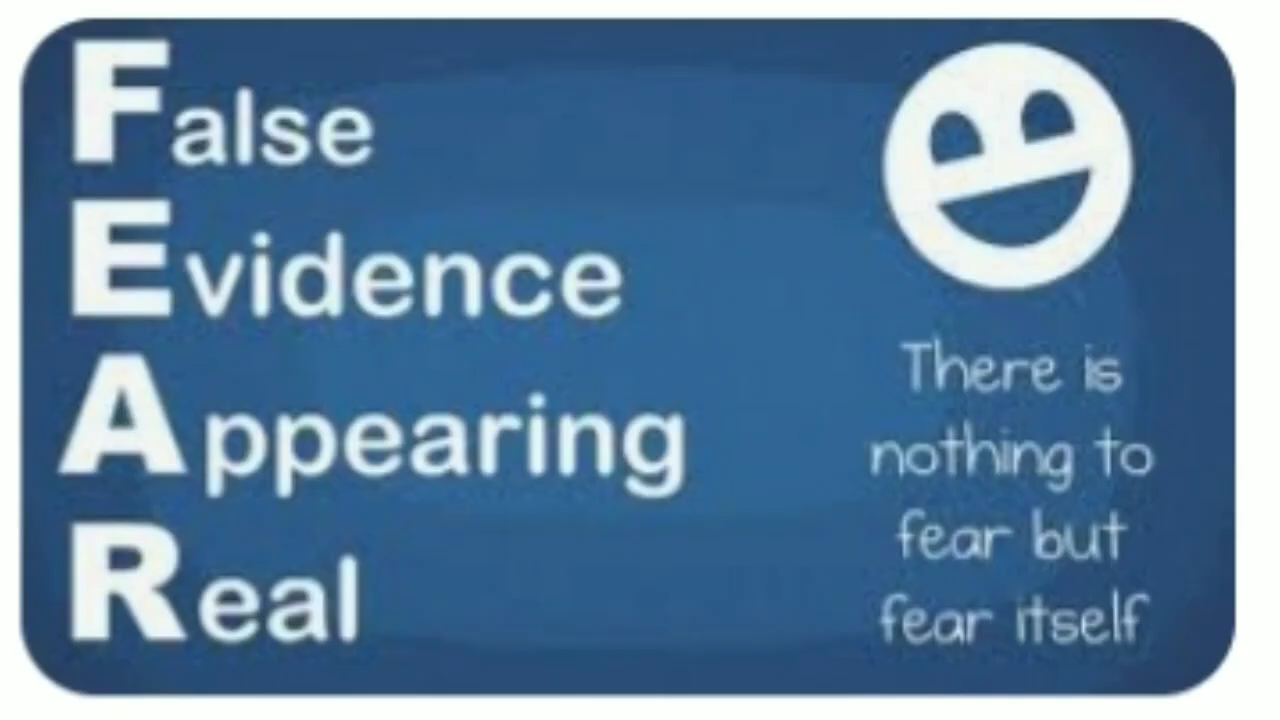 False
Evidence
Appearing
Real
There is
nothing to
fear but
fear itself